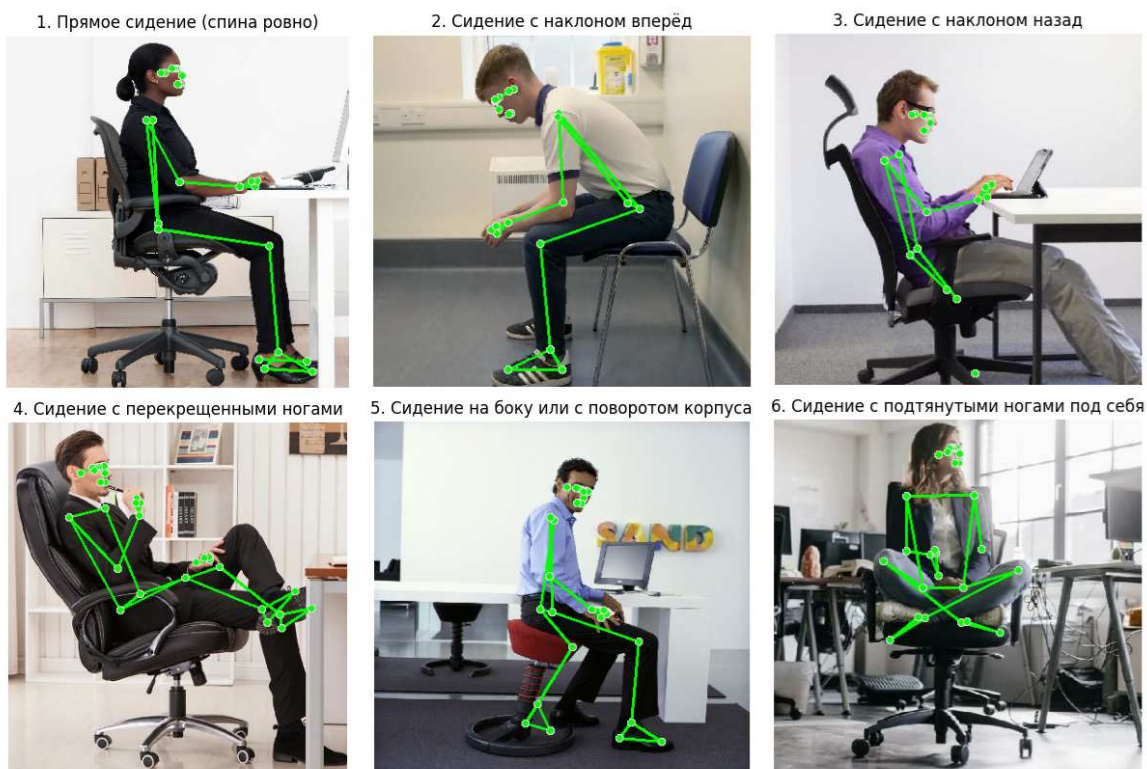 1. Прямое сидение (спина ровно)
2. Сидение с наклоном вперёд
3. Сидение с наклоном назад
4. Сидение с перекрещенными ногами
5. Сидение на боку или с поворотом корпуса
6. Сидение с подтянутыми ногами под себя
SAND